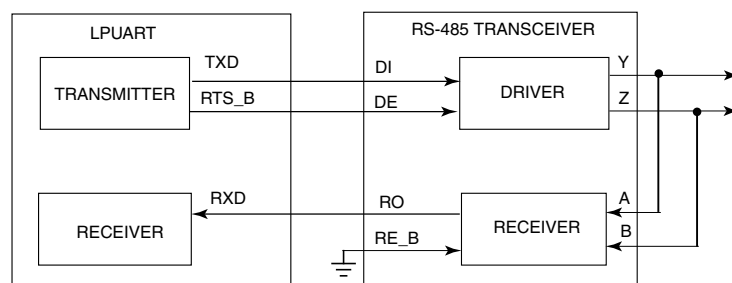 LPUART
RS-485 TRANSCEIVER
TXD
DI
Y
TRANSMITTER
DRIVER
RTS_B
DE
Z
RXD
RO
A
RECEIVER
RECEIVER
RE_B
B